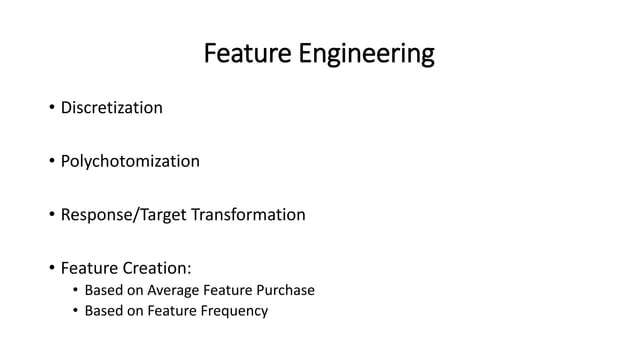 Feature Engineering
• Discretization
• Polychotomization
• Response/Target Transformation
• Feature Creation:
• Based on Average Feature Purchase
• Based on Feature Frequency